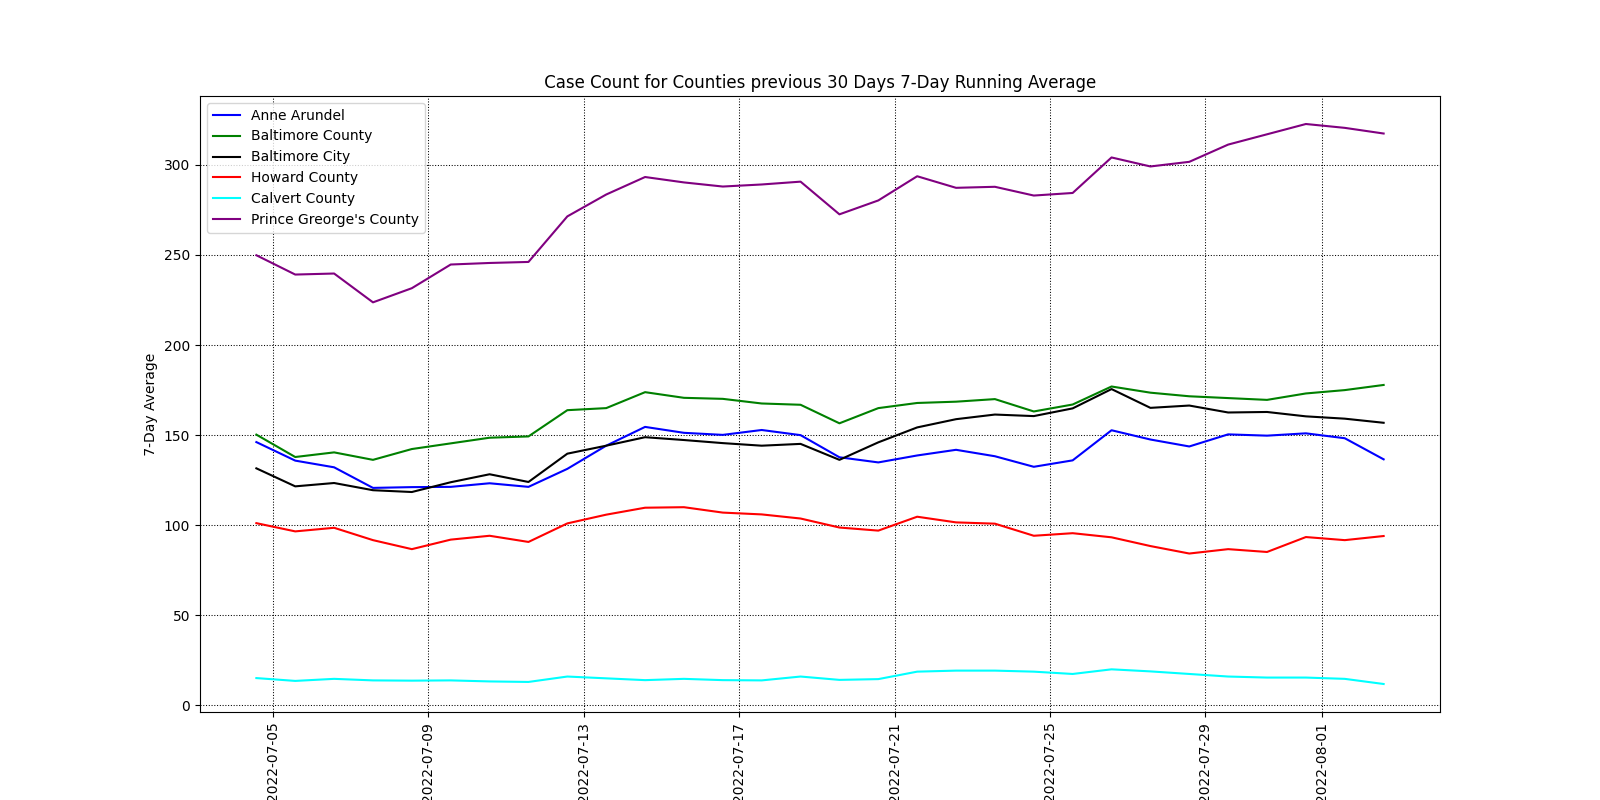 Case Count for Counties previous 30 Days 7-Day Running Average
Anne Arundel
Baltimore County
Baltimore City
Howard County
Calvert County
Prince Greorge's County
7-Day Average
300
250
200
150
100
50
0
2022-07-05
2022-07-09
2022-07-13
2022-07-17
2022-07-21
2022-07-25
2022-07-29
2022-08-01